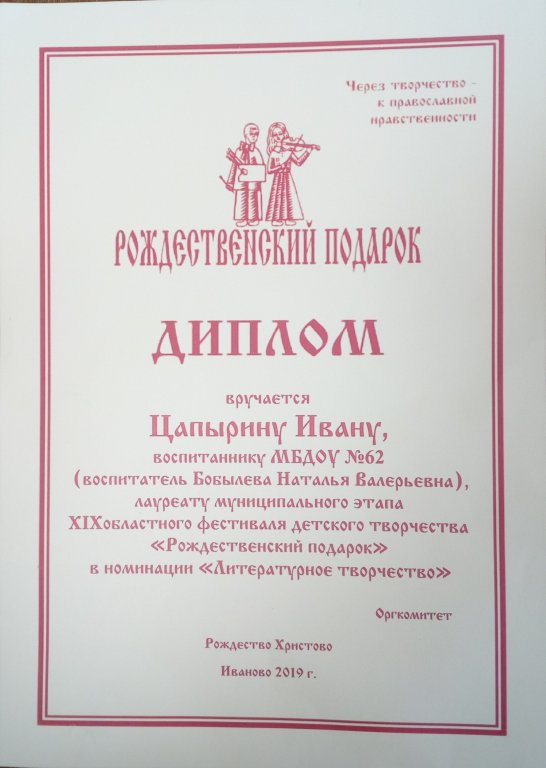 Через творчество -
к православной
нравственности
РОЖДЕСТВЕНСКИЙ ПОДАРОК
ДИПЛОМ
вручается
Цапырину Ивану,
воспитаннику МБДОУ №62
(воспитатель Бобылева Наталья Валерьевна),
лауреату муниципального этапа
XIXобластного фестиваля детского творчества
«Рождественский подарок»
в номинации «Литературное творчество»
Оргкомитет
Рождество Христово
Иваново 2019 г.